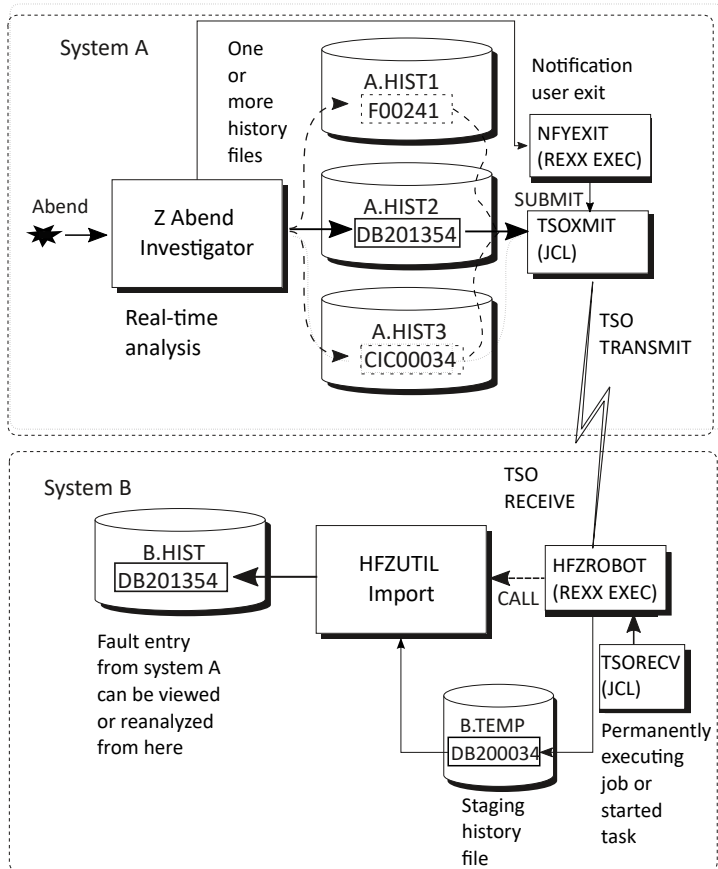 System A
One
or
more
history
files
A.HIST1
F00241
Notification
user exit
NFYEXIT
(REXX EXEC)
Abend
Z Abend
Investigator
A.HIST2
DB201354
SUBMIT
TSOXMIT
(JCL)
Real-time
analysis
A.HIST3
CIC00034
TSO
TRANSMIT
System B
TSO
RECEIVE
B.HIST
DB201354
HFZUTIL
Import
CALL
HFZROBOT
(REXX EXEC)
Fault entry
from system A
can be viewed
or reanalyzed
from here
TSORECV
(JCL)
B.TEMP
DB200034
Permanently
executing
job or
started
task
Staging
history
file